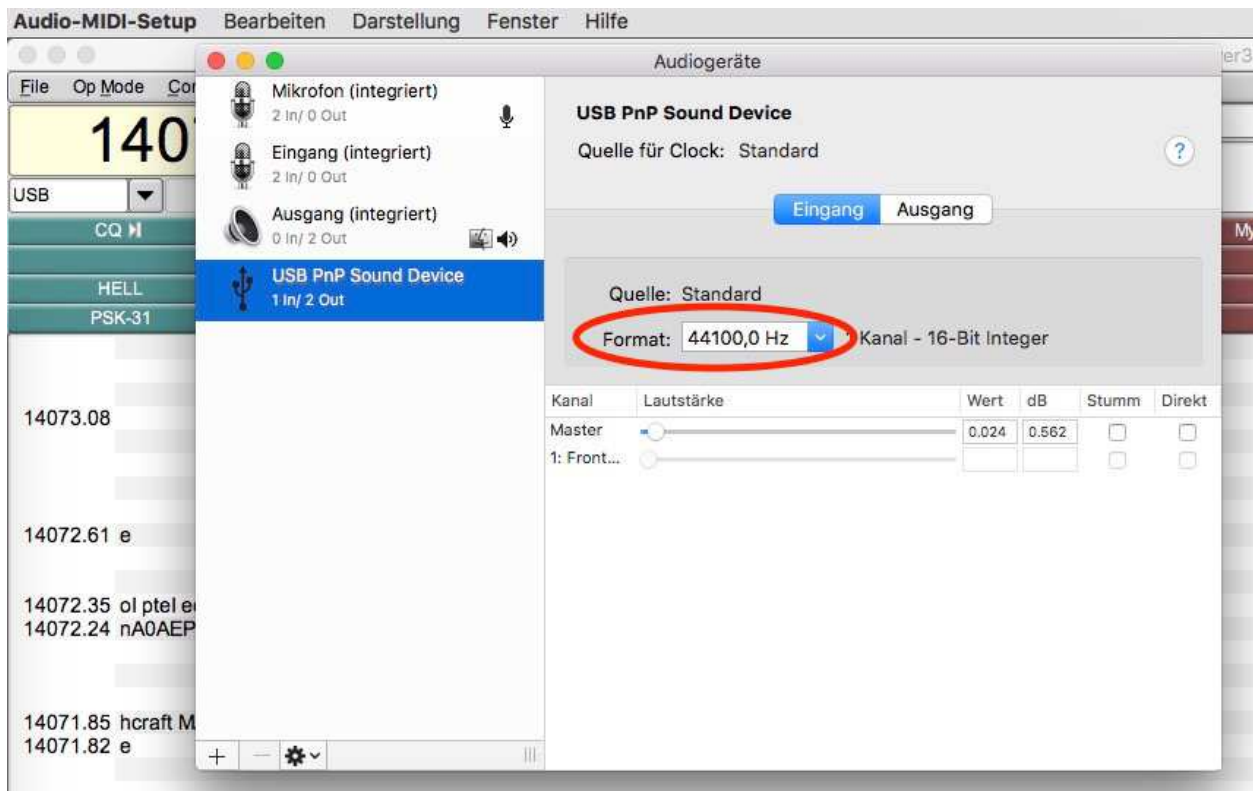 Audio-MIDI-Setup Bearbeiten Darstellung Fenster Hilfe
Audiogeräte
File Op Mode
140
USB
CQ
HELL
PSK-31
14073.08
14072.61 e
14072.35 ol ptel
14072.24 nA0AEP
14071.85 hcraft
14071.82 e
Mikrofon (integriert)
2 In/ 0 Out
Eingang (integriert)
2 In/ 0 Out
Ausgang (integriert)
0 In/ 2 Out
USB PnP Sound Device
1 In/ 2 Out
USB PnP Sound Device
Quelle für Clock: Standard
?
Eingang Ausgang
Quelle: Standard
Format: 44100,0 Hz Kanal - 16-Bit Integer
Kanal Lautstärke Wert dB Stumm Direkt
Master 0.024 0.562
1: Front...
My